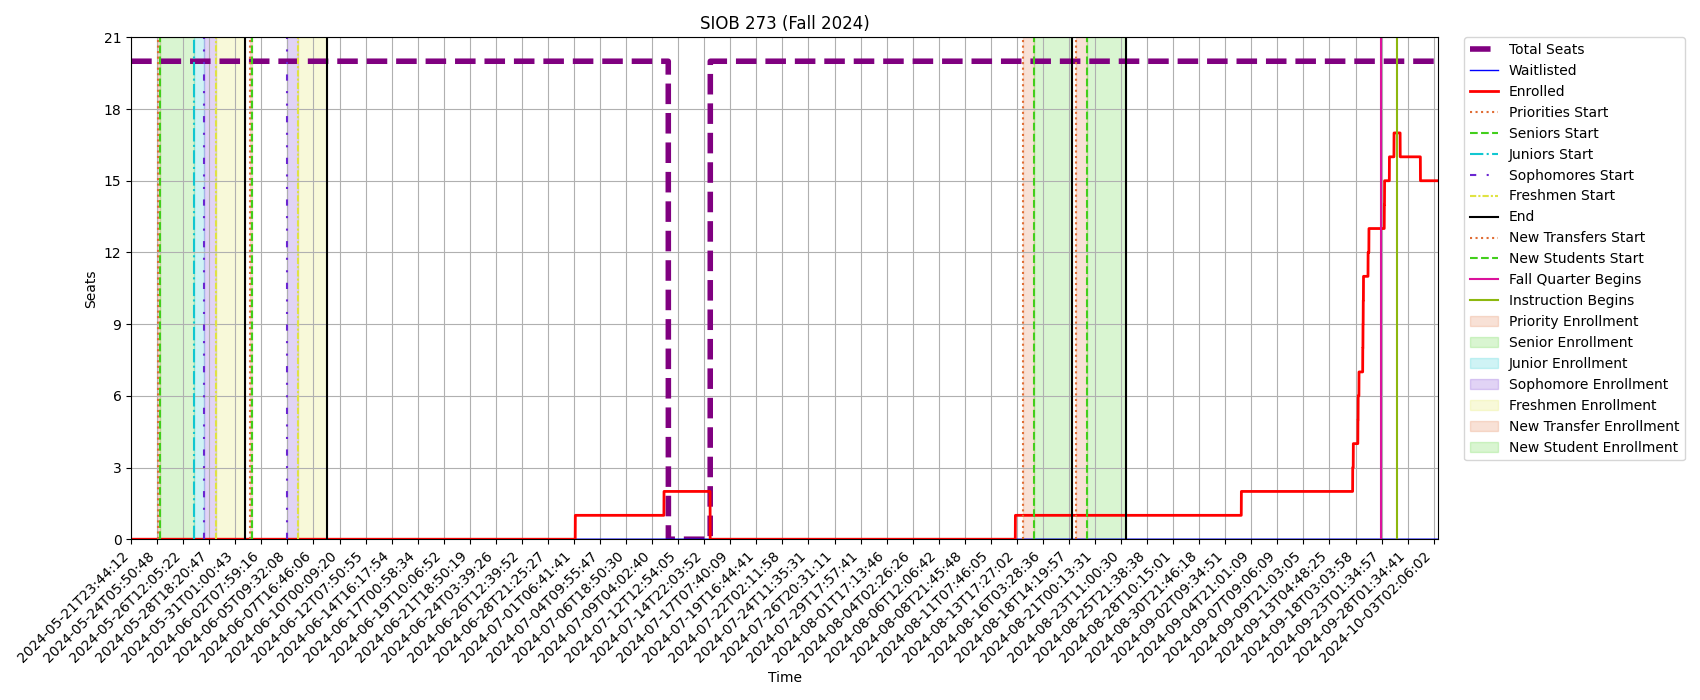 SIOB 273 (Fall 2024)
21
18
15
12
9
6
3
0
Seats
2024-05-21T23:44:12
2024-05-24T05:50:48
2024-05-26T12:05:22
2024-05-28T18:20:47
2024-05-31T01:00:43
2024-06-02T07:59:16
2024-06-05T09:32:08
2024-06-07T16:46:06
2024-06-10T00:09:20
2024-06-12T07:50:55
2024-06-14T16:17:54
2024-06-17T00:58:34
2024-06-19T10:06:52
2024-06-21T18:50:19
2024-06-24T03:39:26
2024-06-26T12:39:52
2024-06-28T21:25:27
2024-07-01T06:41:41
2024-07-04T09:55:47
2024-07-06T18:50:30
2024-07-09T04:02:40
2024-07-12T12:54:05
2024-07-14T22:03:52
2024-07-17T07:40:09
2024-07-19T16:44:41
2024-07-22T02:11:58
2024-07-24T11:35:31
2024-07-26T20:31:11
2024-07-29T17:57:41
2024-08-01T17:13:46
2024-08-04T02:26:26
2024-08-06T12:06:42
2024-08-08T21:45:48
2024-08-11T07:46:05
2024-08-13T17:27:02
2024-08-16T03:28:36
2024-08-18T14:19:57
2024-08-21T00:13:31
2024-08-23T11:00:30
2024-08-25T21:38:38
2024-08-28T10:15:01
2024-08-30T21:46:18
2024-09-02T09:34:51
2024-09-04T21:01:09
2024-09-07T09:06:09
2024-09-09T21:03:05
2024-09-13T04:48:25
2024-09-18T03:03:58
2024-09-23T01:34:57
2024-09-28T01:34:41
2024-10-03T02:06:02
Time
Total Seats
Waitlisted
Enrolled
Priorities Start
Seniors Start
Juniors Start
Sophomores Start
Freshmen Start
End
New Transfers Start
New Students Start
Fall Quarter Begins
Instruction Begins
Priority Enrollment
Senior Enrollment
Junior Enrollment
Sophomore Enrollment
Freshmen Enrollment
New Transfer Enrollment
New Student Enrollment